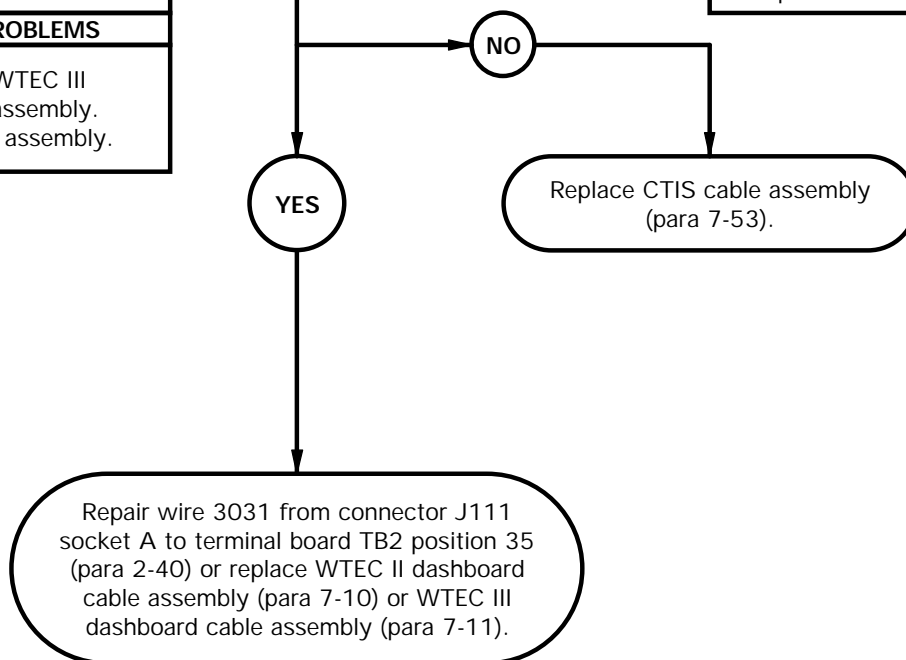 ROBLEMS
WTEC III
assembly.
assembly.
NO
YES
Replace CTIS cable assembly
(para 7-53).
Repair wire 3031 from connector J111
socket A to terminal board TB2 position 35
(para 2-40) or replace WTEC II dashboard
cable assembly (para 7-10) or WTEC III
dashboard cable assembly (para 7-11).